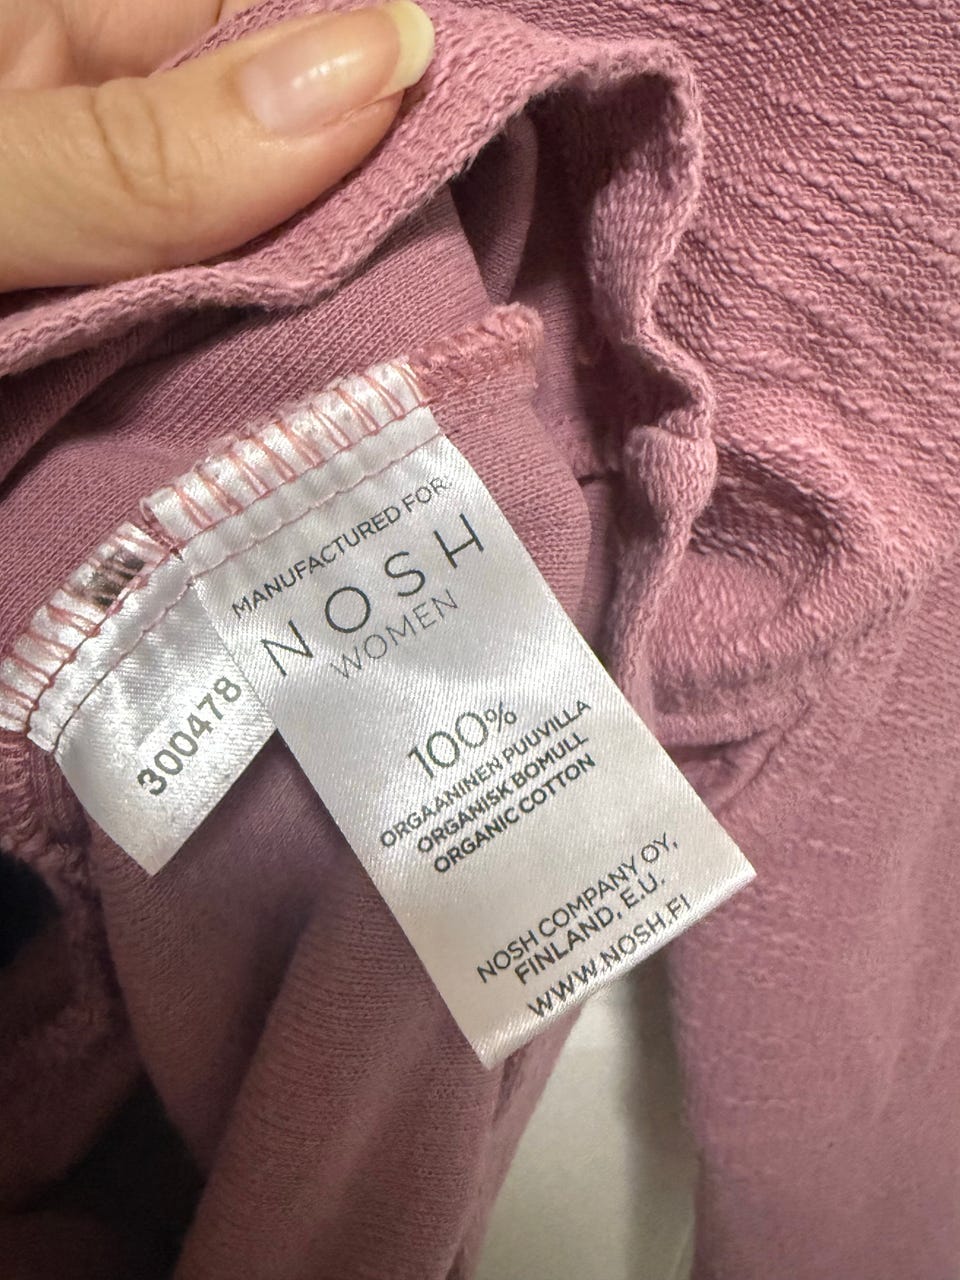 MANUFACTURED FOR
NOSH
WOMEN
100%
ORGAANINEN PUUVILLA
ORGANISK BOMULL
ORGANIC COTTON
NOSH COMPANY OY,
FINLAND, E.U.
WWW.NOSH.FI
300478